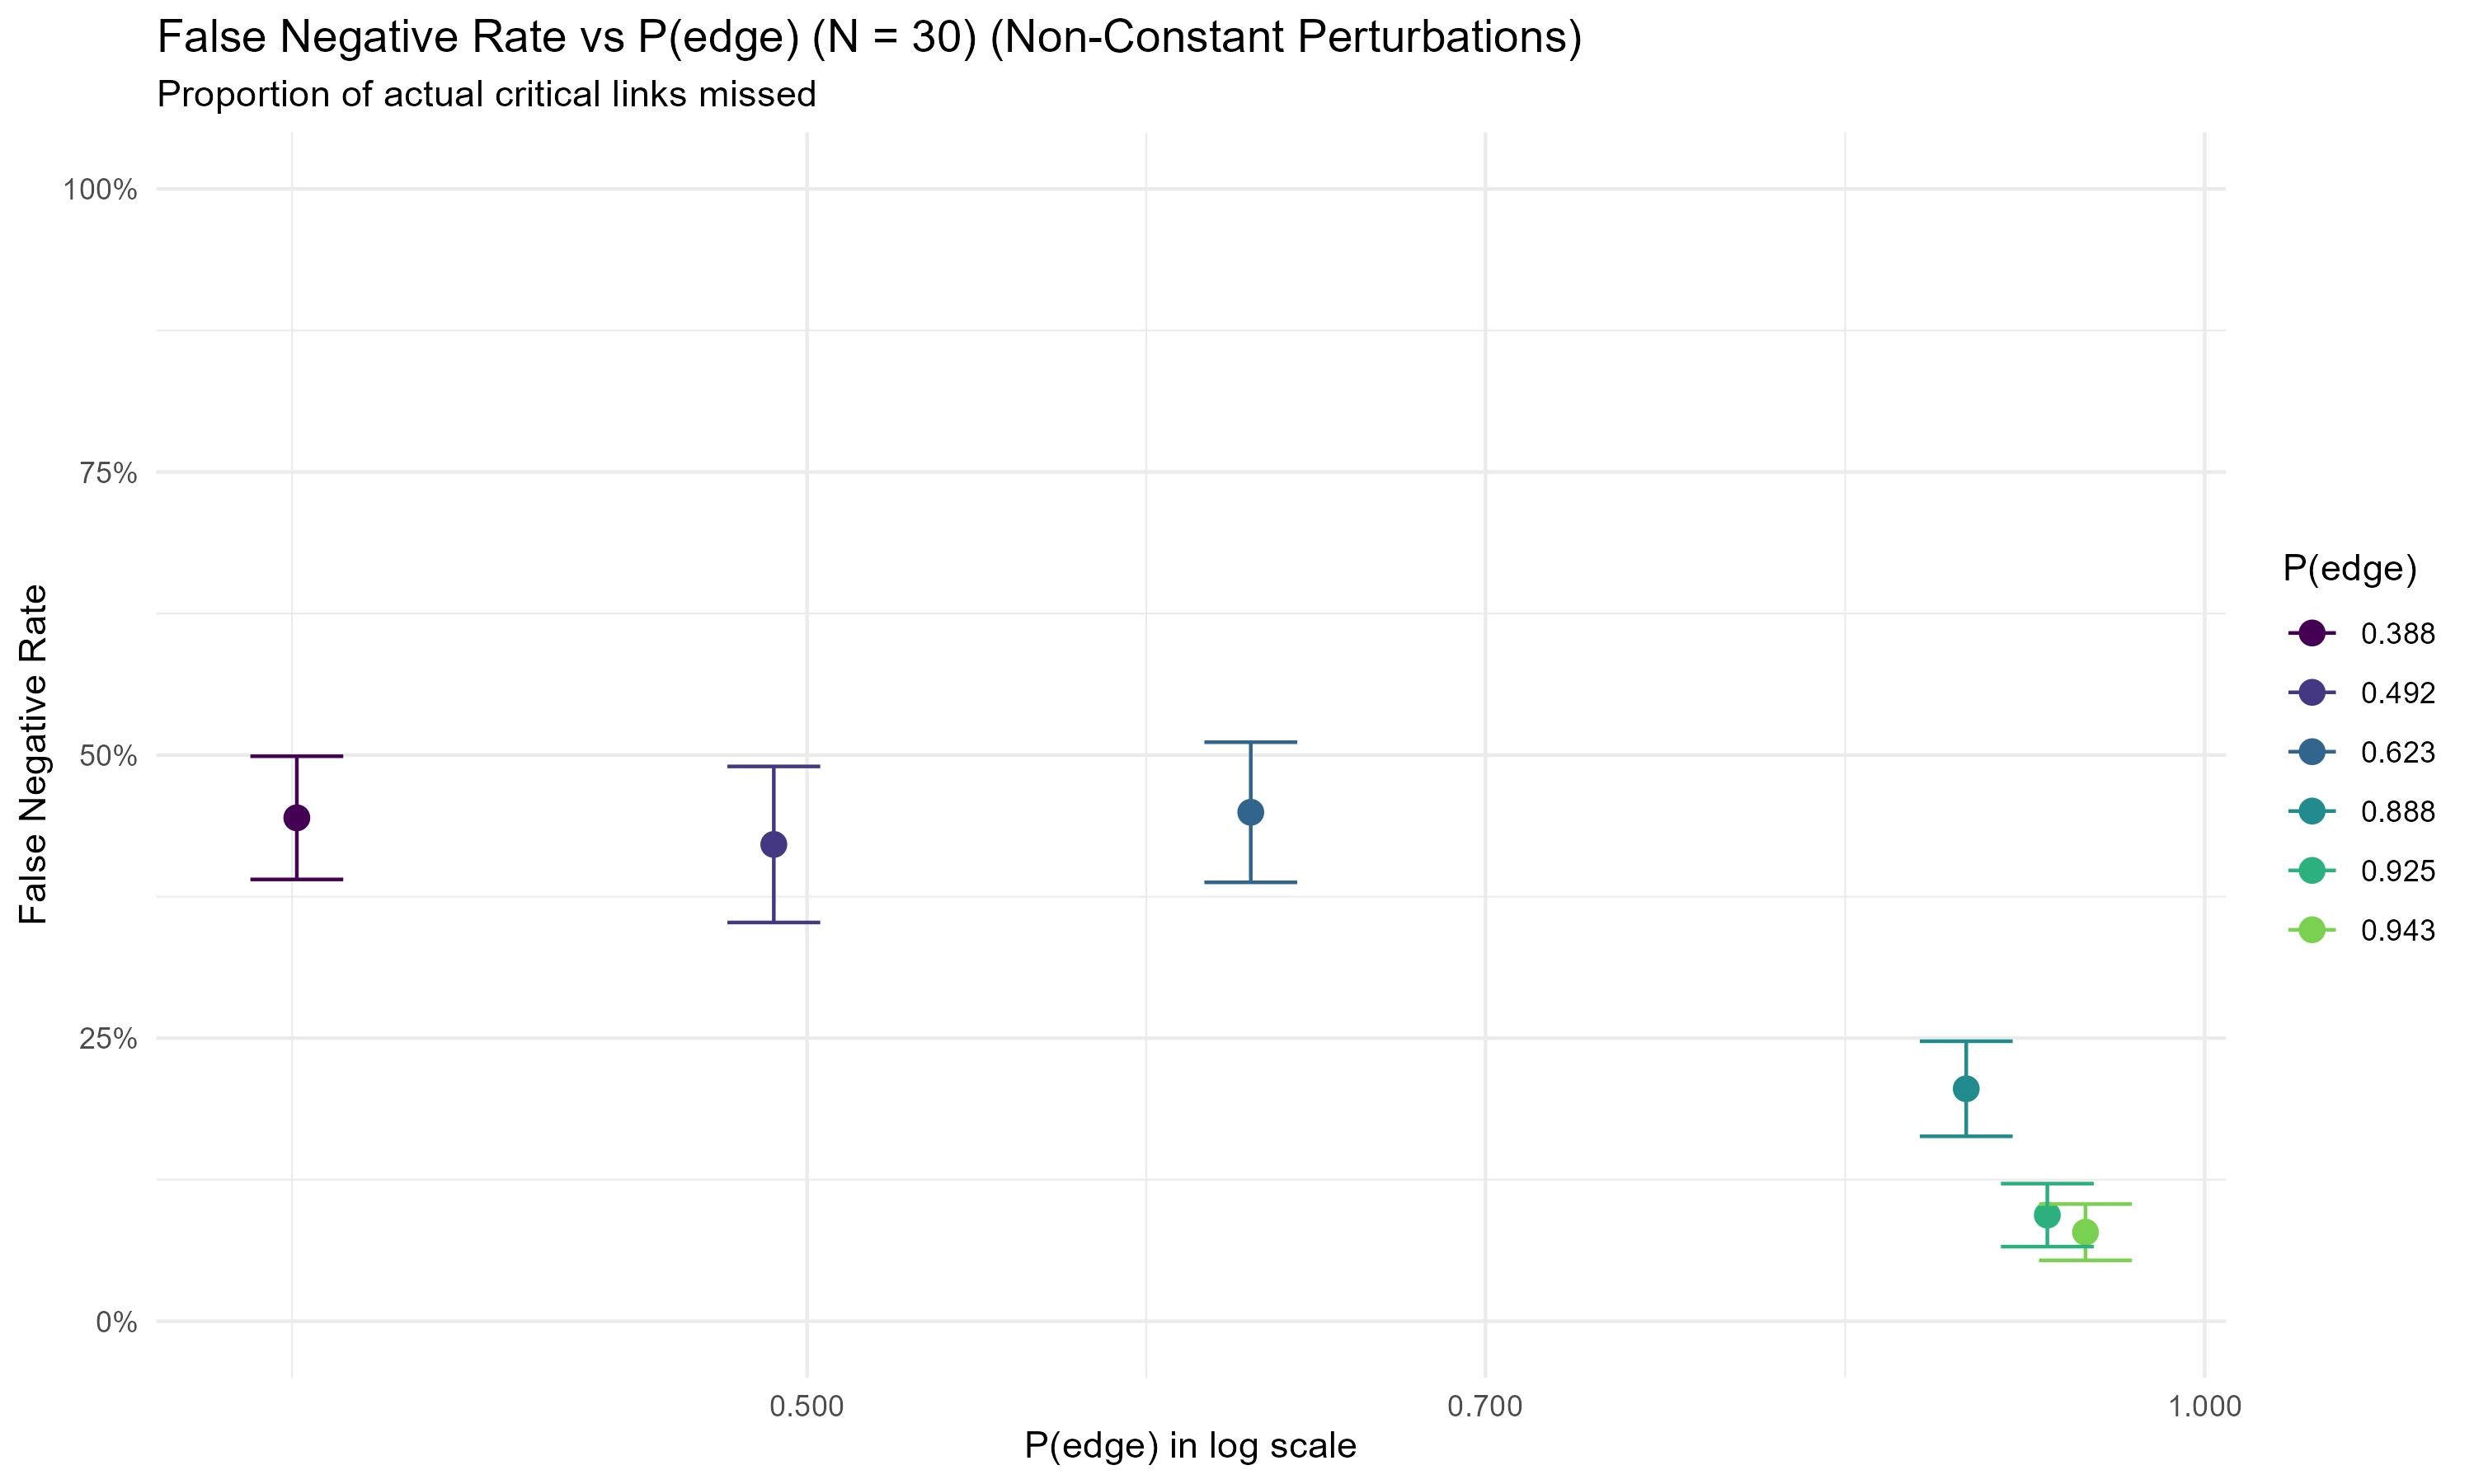 False Negative Rate vs P(edge) (N = 30) (Non-Constant Perturbations)
Proportion of actual critical links missed
100%
75%
50%
25%
0%
False Negative Rate
0.500
0.700
1.000
P(edge) in log scale
P(edge)
0.388
0.492
0.623
0.888
0.925
0.943